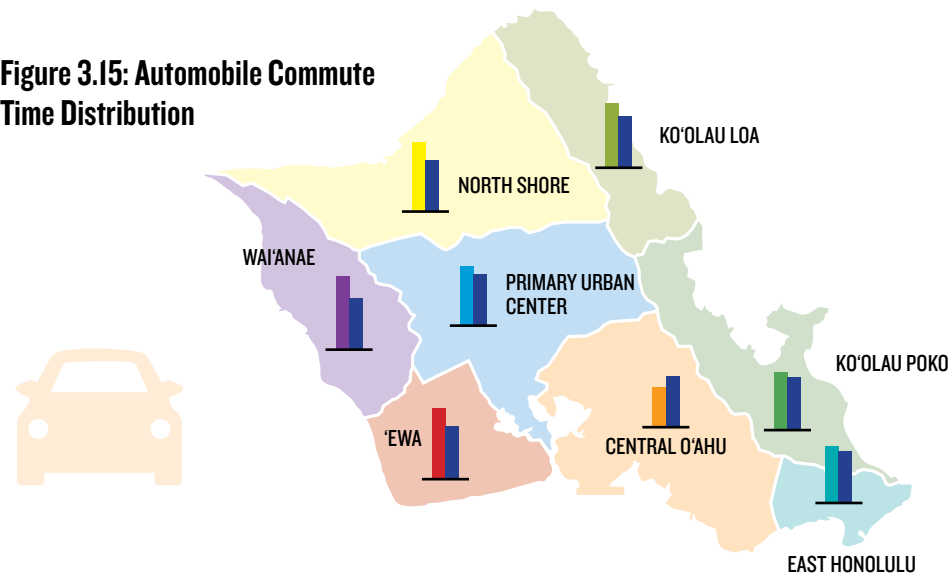 Figure 3.15: Automobile Commute
Time Distribution
KO‘OLAU LOA
NORTH SHORE
WAI‘ANAE
PRIMARY URBAN
CENTER
KO‘OLAU POKO
‘EWA
CENTRAL O‘AHU
EAST HONOLULU